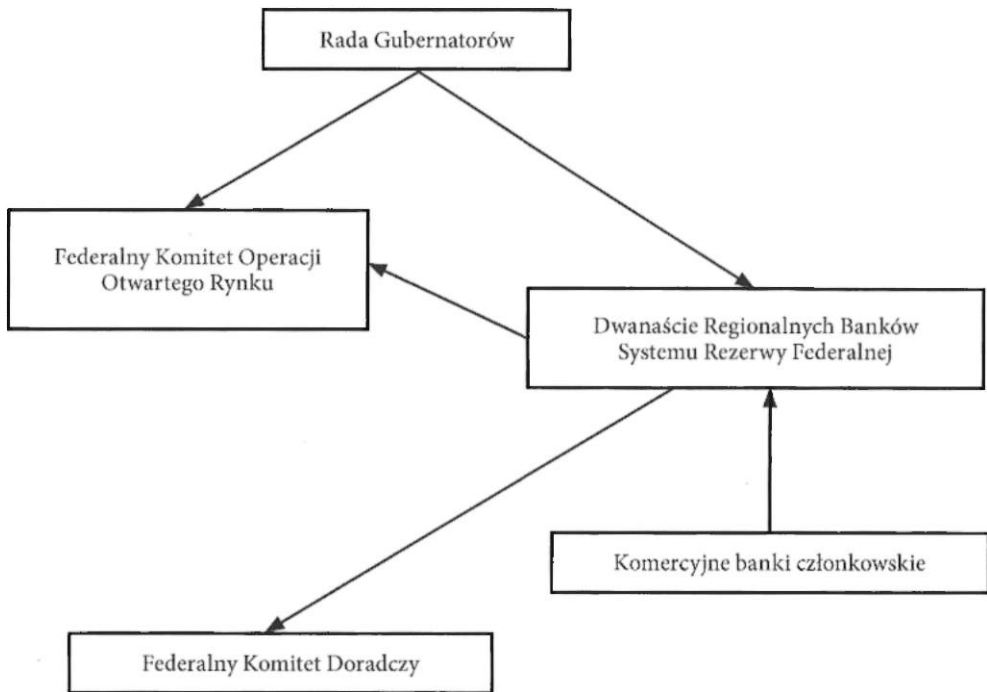 Rada Gubernatorów
Federalny Komitet Operacji
Otwartego Rynku
Dwanaście Regionalnych Banków
Systemu Rezerwy Federalnej
Komercyjne banki członkowskie
Federalny Komitet Doradczy